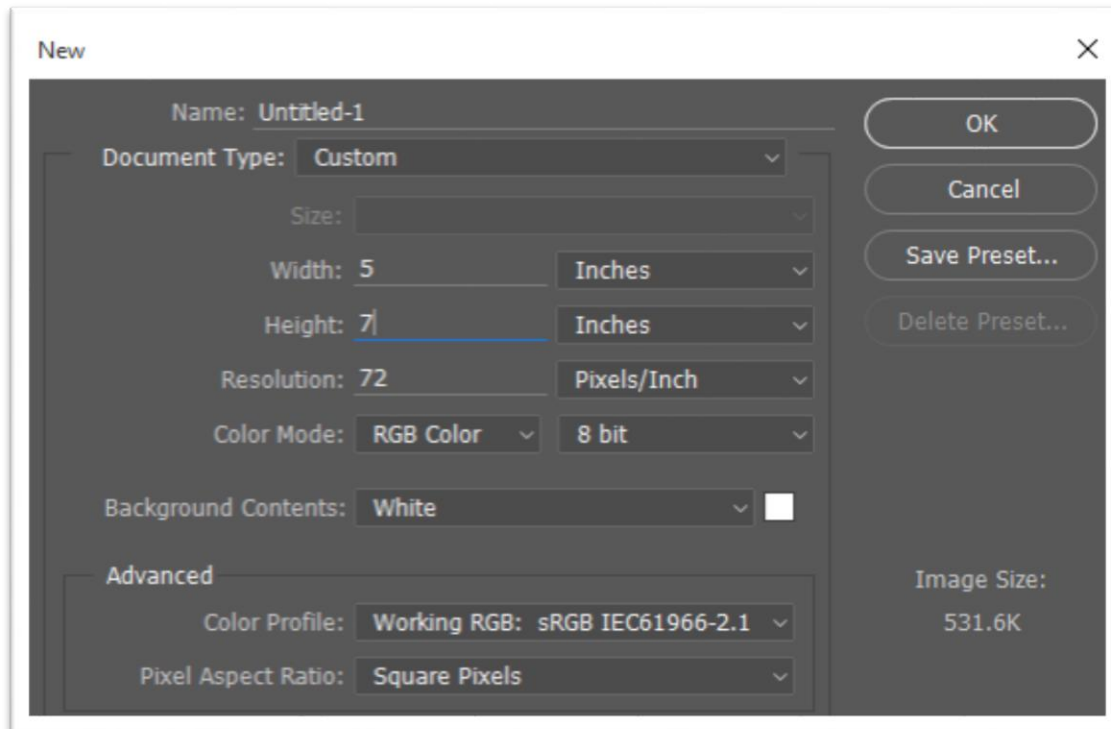 New
Name: Untitled-1
OK
Document Type: Custom
Cancel
Size:
Width: 5 Inches
Save Preset...
Height: 7 Inches
Delete Preset...
Resolution: 72 Pixels/Inch
Color Mode: RGB Color 8 bit
Background Contents: White
Advanced
Image Size:
Color Profile: Working RGB: sRGB IEC61966-2.1
531.6K
Pixel Aspect Ratio: Square Pixels